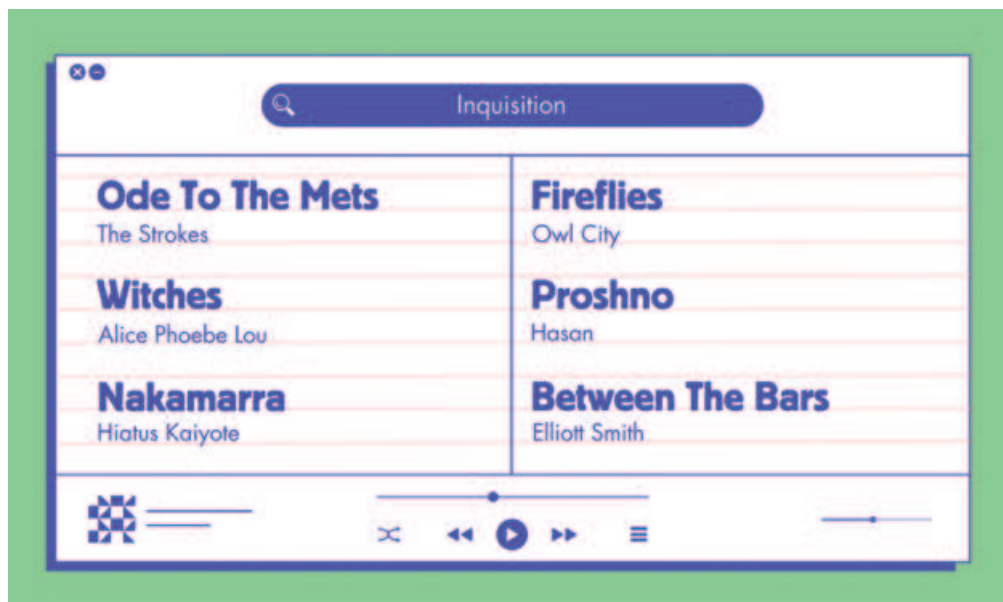 Inquisition
Ode To The Mets
The Strokes
Witches
Alice Phoebe Lou
Nakamarra
Hiatus Kaiyote
Fireflies
Owl City
Proshno
Hasan
Between The Bars
Elliott Smith